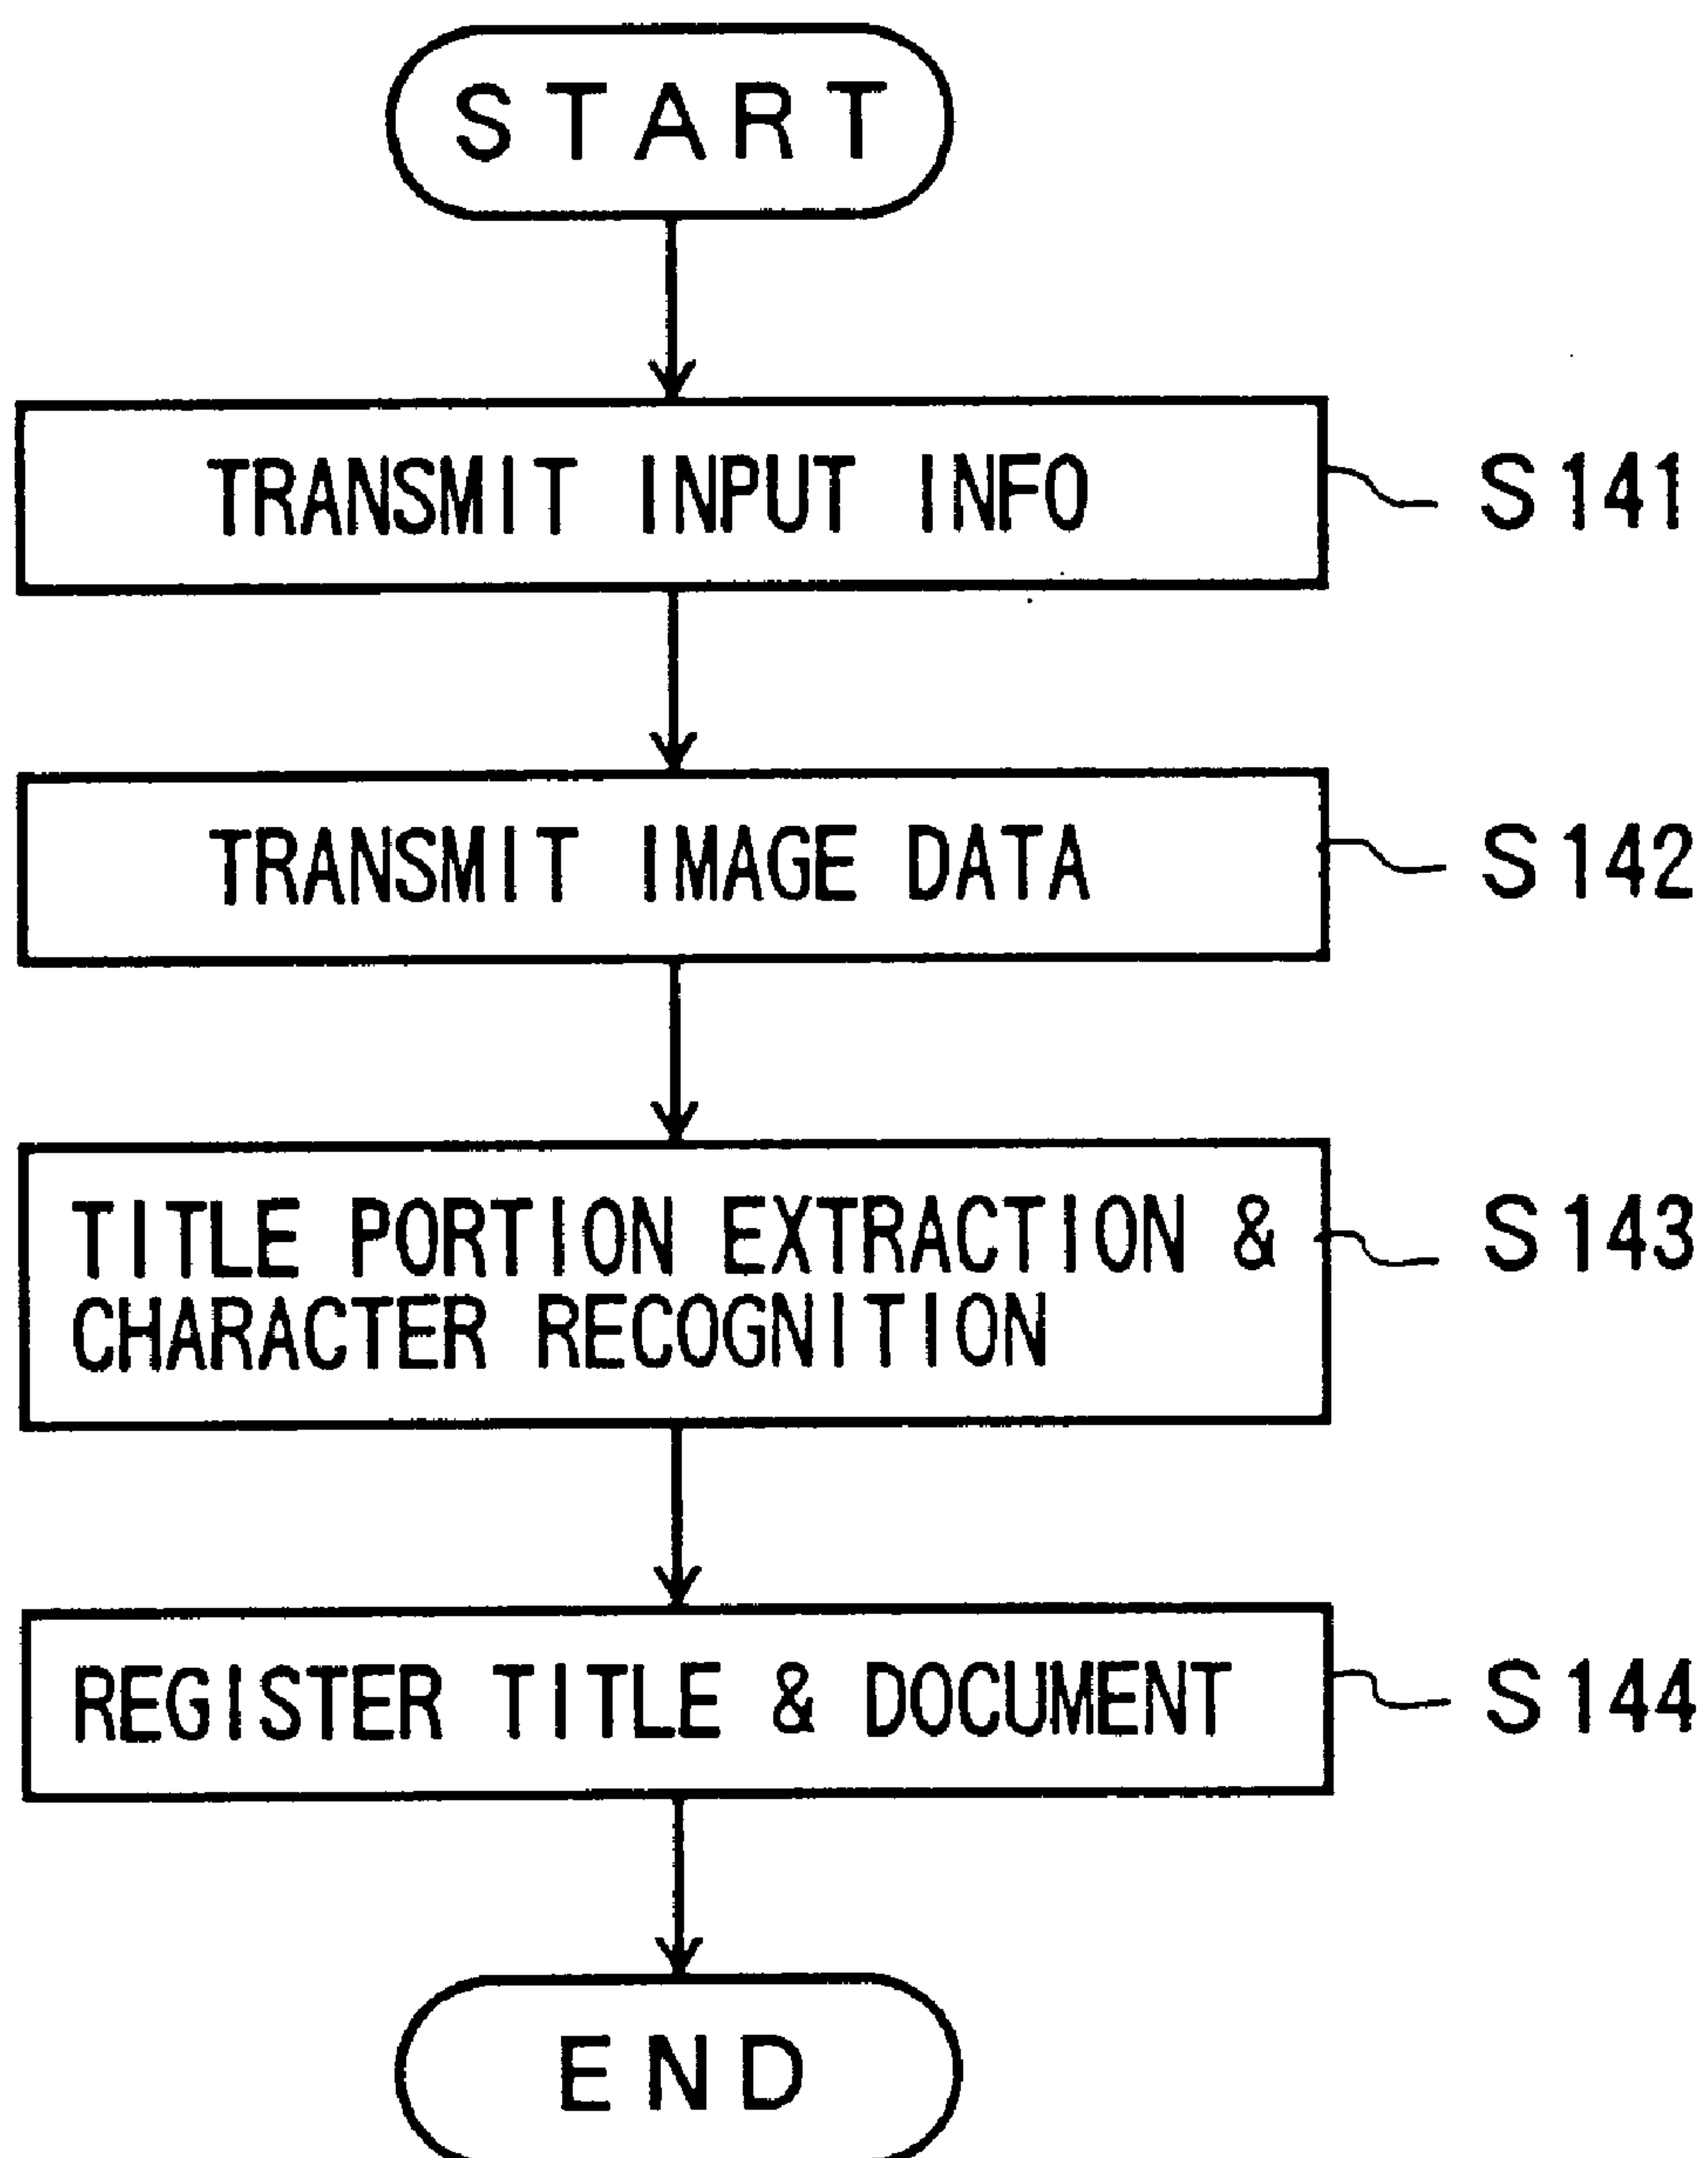 START
TRANSMIT INPUT INFO
S141
TRANSMIT IMAGE DATA
S142
TITLE PORTION EXTRACTION &
CHARACTER RECOGNITION
S143
REGISTER TITLE & DOCUMENT
S144
END